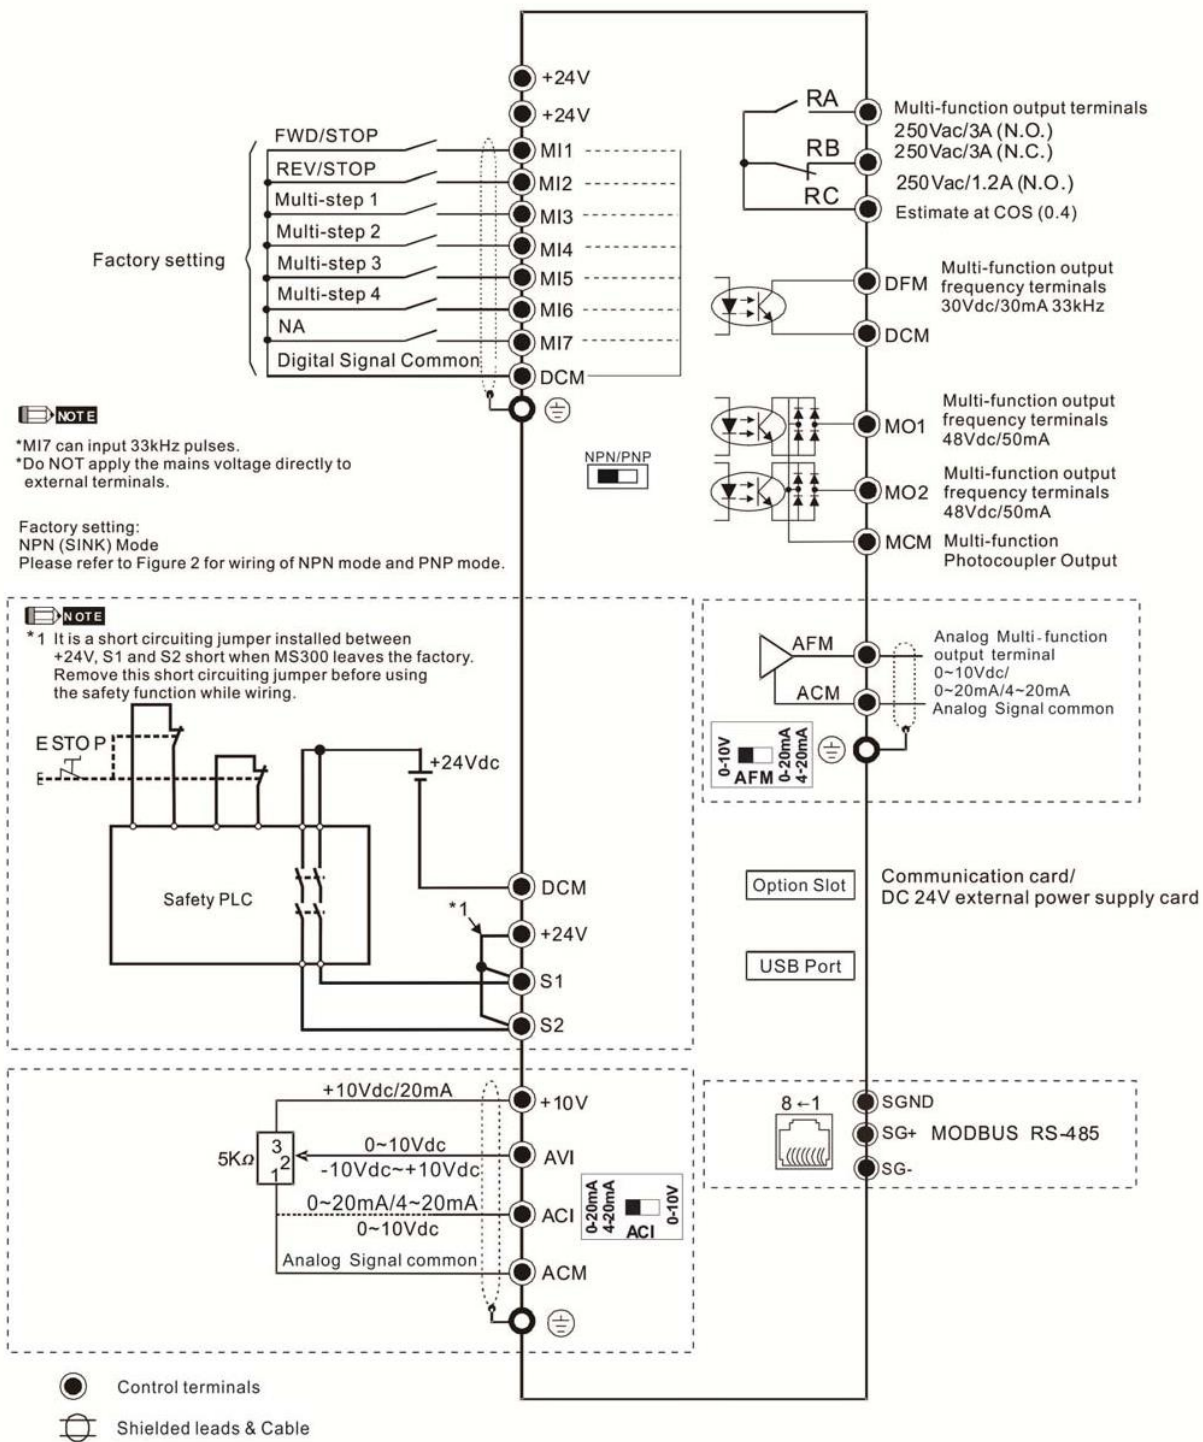 +24V
+24V
FWD/STOP
MI1
REV/STOP
MI2
Multi-step 1
MI3
Multi-step 2
MI4
Factory setting
Multi-step 3
MI5
Multi-step 4
MI6
NA
MI7
Digital Signal Common
DCM
NOTE
*MI7 can input 33kHz pulses.
*Do NOT apply the mains voltage directly to
external terminals.
NPN/PNP
Factory setting:
NPN (SINK) Mode
Please refer to Figure 2 for wiring of NPN mode and PNP mode.
RA
Multi-function output terminals
250Vac/3A (N.O.)
RB
250Vac/3A (N.C.)
250Vac/1.2A (N.O.)
RC
Estimate at COS (0.4)
DFM
Multi-function output
frequency terminals
30Vdc/30mA 33kHz
DCM
MO1
Multi-function output
frequency terminals
48Vdc/50mA
MO2
Multi-function output
frequency terminals
48Vdc/50mA
MCM
Multi-function
Photocoupler Output
NOTE
*1 It is a short circuiting jumper installed between
+24V, S1 and S2 short when MS300 leaves the factory.
Remove this short circuiting jumper before using
the safety function while wiring.
E STOP
E
+24Vdc
Safety PLC
DCM
*1
+24V
S1
S2
AFM
Analog Multi-function
output terminal
0~10Vdc/
0~20mA/4~20mA
ACM
Analog Signal common
0-10V
AFM
0-20mA
4-20mA
Option Slot
Communication card/
DC 24V external power supply card
USB Port
+10Vdc/20mA
+10V
5KΩ
3
2
1
0~10Vdc
-10Vdc~+10Vdc
AVI
0~20mA/4~20mA
0~10Vdc
ACI
0-20mA
4-20mA
ACI
0-10V
Analog Signal common
ACM
8←1
SGND
SG+
MODBUS RS-485
SG-
Control terminals
Shielded leads & Cable